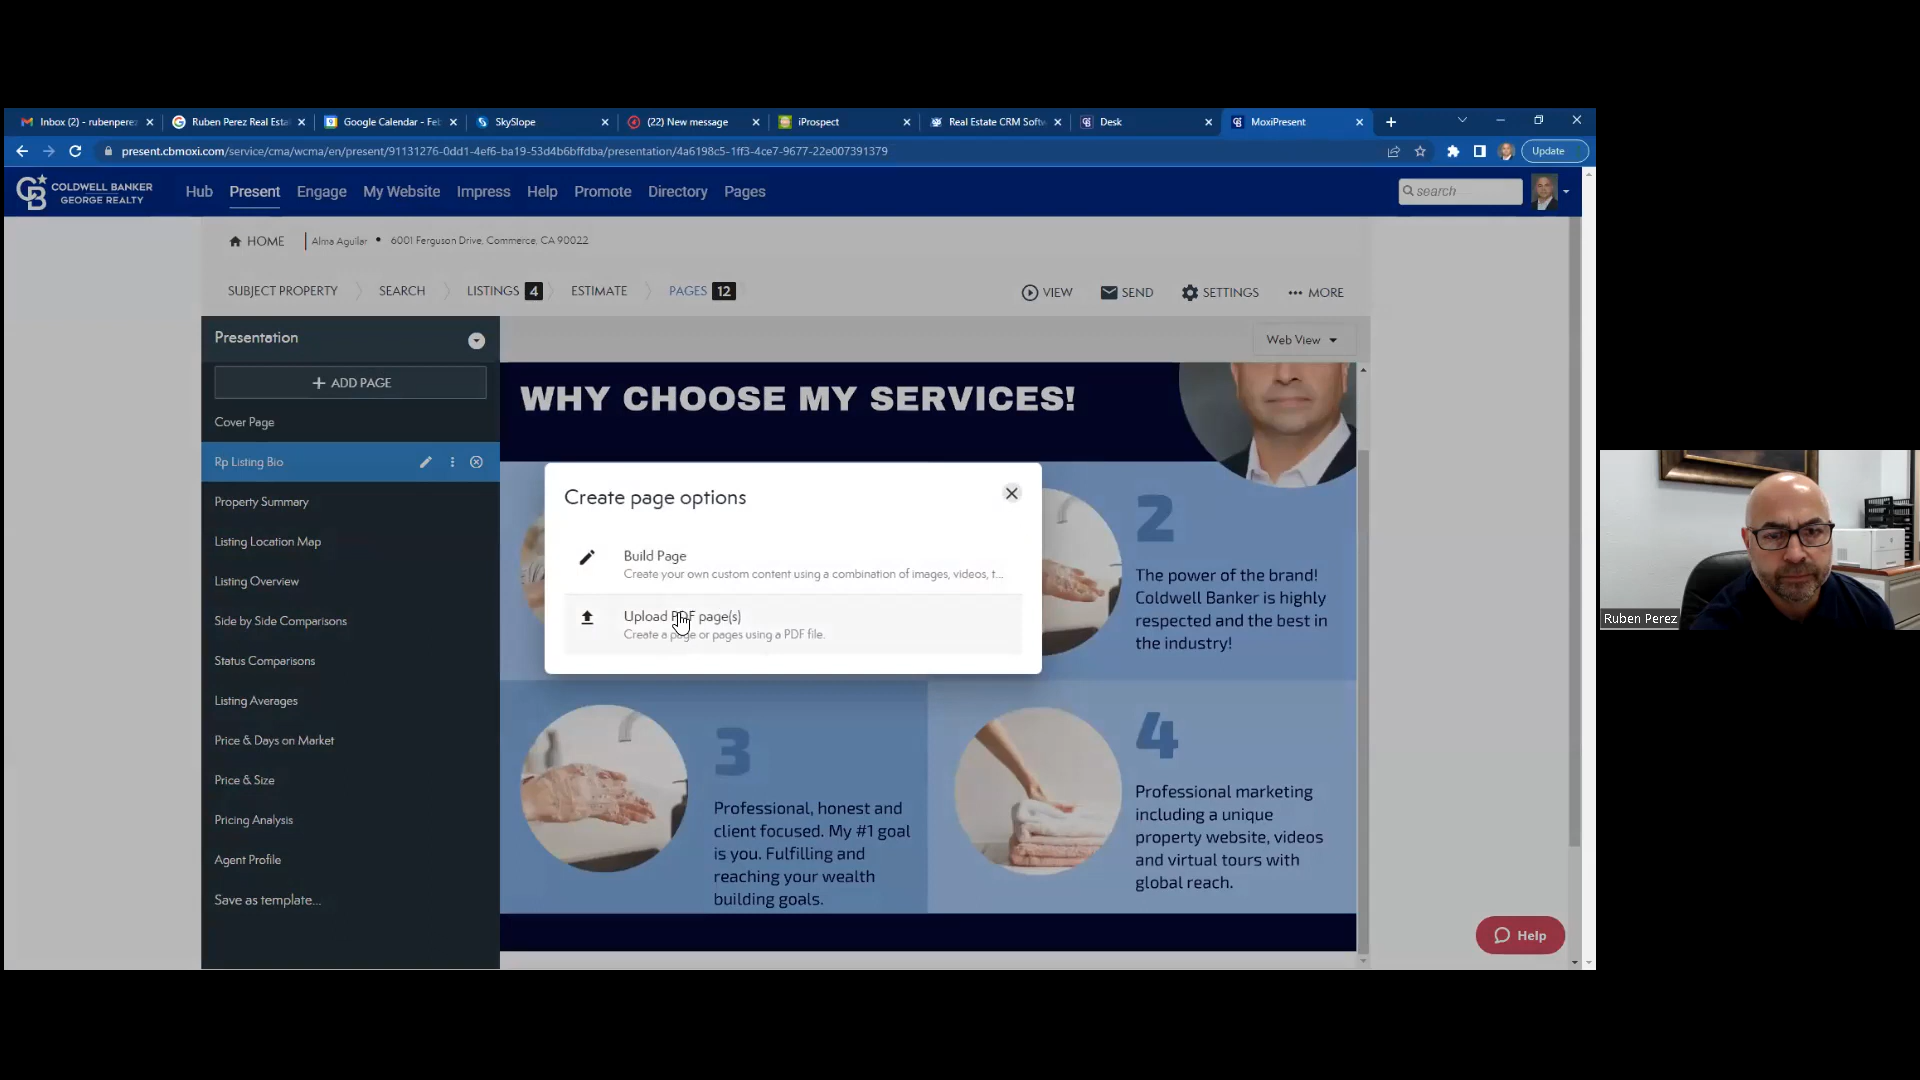 Inbox (2) - rubenperez
Ruben Perez Real Esta
Google Calendar - Feb
SkySlope
(22) New message
iProspect
Real Estate CRM Softw
Desk
MoxiPresent
present.cbmoxi.com/service/cma/wcma/en/present/91131276-0dd1-4ef6-ba19-53d4b6bffdba/presentation/4a6198c5-1ff3-4ce7-9677-22e007391379
Update
CB
COLDWELL BANKER
GEORGE REALTY
Hub
Present
Engage
My Website
Impress
Help
Promote
Directory
Pages
search
HOME
Alma Aguilar • 6001 Ferguson Drive, Commerce, CA 90022
SUBJECT PROPERTY
SEARCH
LISTINGS 4
ESTIMATE
PAGES 12
VIEW
SEND
SETTINGS
MORE
Presentation
Web View
+ ADD PAGE
Cover Page
Rp Listing Bio
Property Summary
Listing Location Map
Listing Overview
Side by Side Comparisons
Status Comparisons
Listing Averages
Price & Days on Market
Price & Size
Pricing Analysis
Agent Profile
Save as template...
WHY CHOOSE MY SERVICES!
Create page options
Build Page
Create your own custom content using a combination of images, videos, t...
Upload PDF page(s)
Create a page or pages using a PDF file.
2
The power of the brand!
Coldwell Banker is highly
respected and the best in
the industry!
3
Professional, honest and
client focused. My #1 goal
is you. Fulfilling and
reaching your wealth
building goals.
4
Professional marketing
including a unique
property website, videos
and virtual tours with
global reach.
Help
Ruben Perez